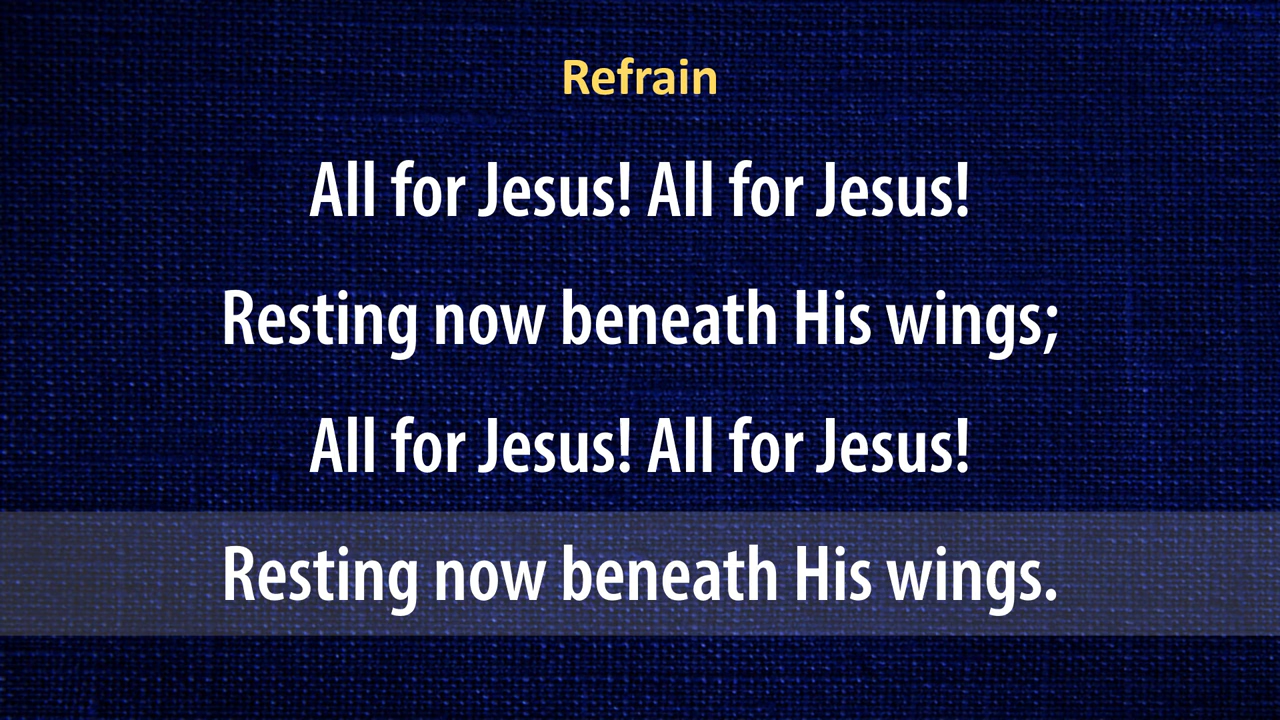 Refrain
All for Jesus! All for Jesus!
Resting now beneath His wings;
All for Jesus! All for Jesus!
Resting now beneath His wings.